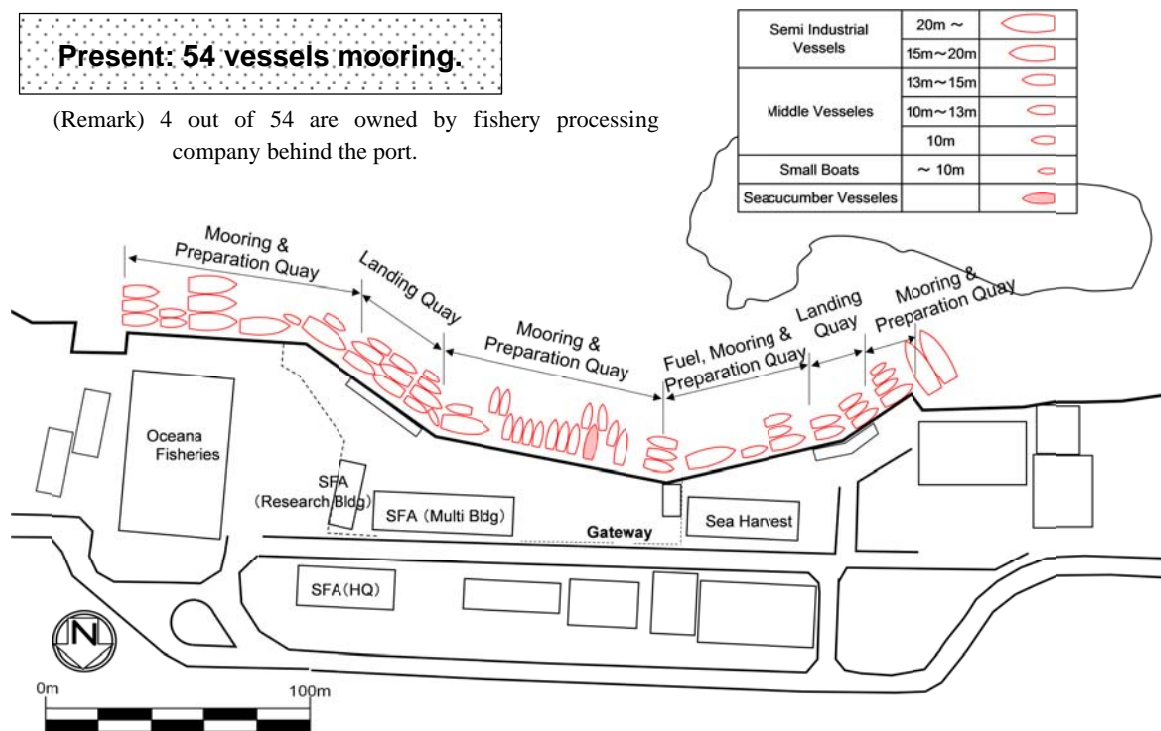 Present: 54 vessels mooring.
(Remark) 4 out of 54 are owned by fishery processing
company behind the port.
Semi Industrial
Vessels
20m ～
15m～20m
Middle Vesseles
13m～15m
10m～13m
10m
Small Boats
～ 10m
Seacucumber Vesseles
Mooring &
Preparation Quay
Landing Quay
Mooring &
Preparation Quay
Fuel, Mooring &
Preparation Quay
Landing
Quay
Mooring &
Preparation Quay
Oceana
Fisheries
SFA
(Research Bldg)
SFA (Multi Bldg)
Gateway
Sea Harvest
SFA(HQ)
N
0m
100m